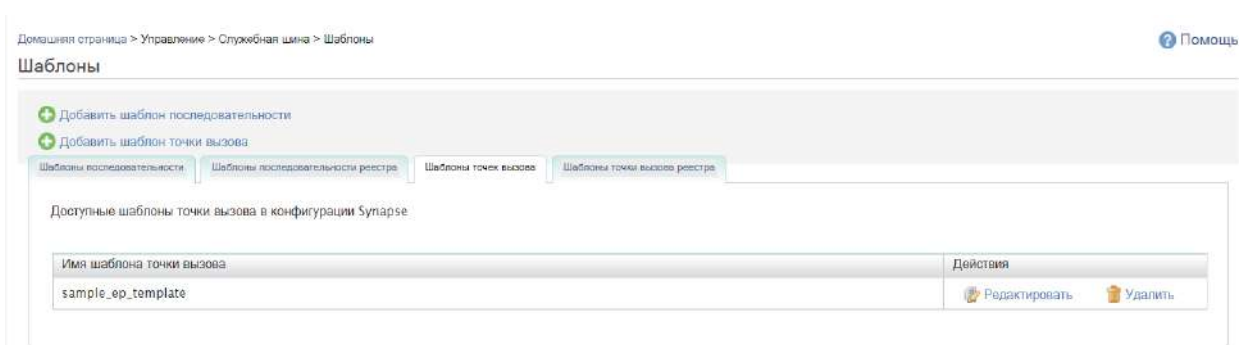 Домашняя страница > Управление > Служебная шина > Шаблоны
Помощь
Шаблоны
Добавить шаблон последовательности
Добавить шаблон точки вызова
Шаблоны последовательности Шаблоны последовательности реестра Шаблоны точек вызова Шаблоны точки вызова реестра
Доступные шаблоны точки вызова в конфигурации Synapse
Имя шаблона точки вызова Действия
sample_ep_template Редактировать Удалить